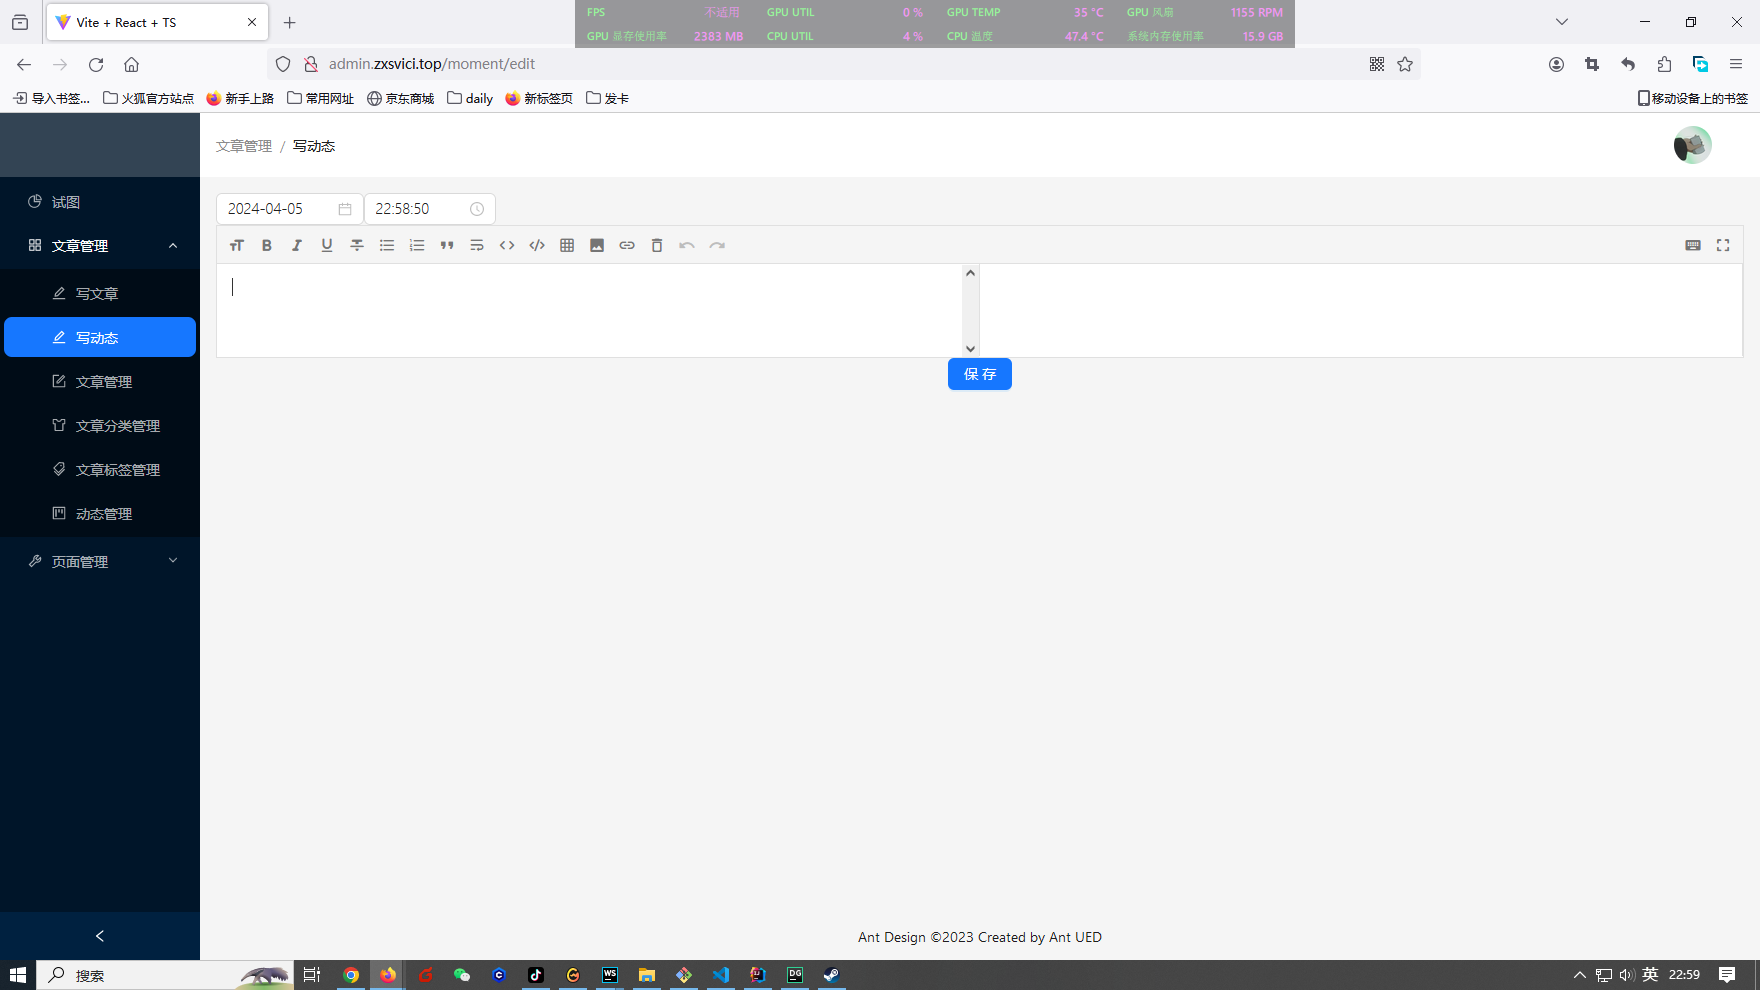 Vite + React + TS
FPS 不适用 GPU UTIL 0 % GPU TEMP 35 °C GPU 风扇 1155 RPM
GPU 显存使用率 2383 MB CPU UTIL 4 % CPU 温度 47.4 °C 系统内存使用率 15.9 GB
admin.zxsvici.top/moment/edit
导入书签... 火狐官方站点 新手上路 常用网址 京东商城 daily 新标签页 发卡 移动设备上的书签
文章管理 / 写动态
试图
文章管理
写文章
写动态
文章管理
文章分类管理
文章标签管理
动态管理
页面管理
2024-04-05 22:58:50
保 存
Ant Design ©2023 Created by Ant UED
搜索
WS
DG
英 22:59